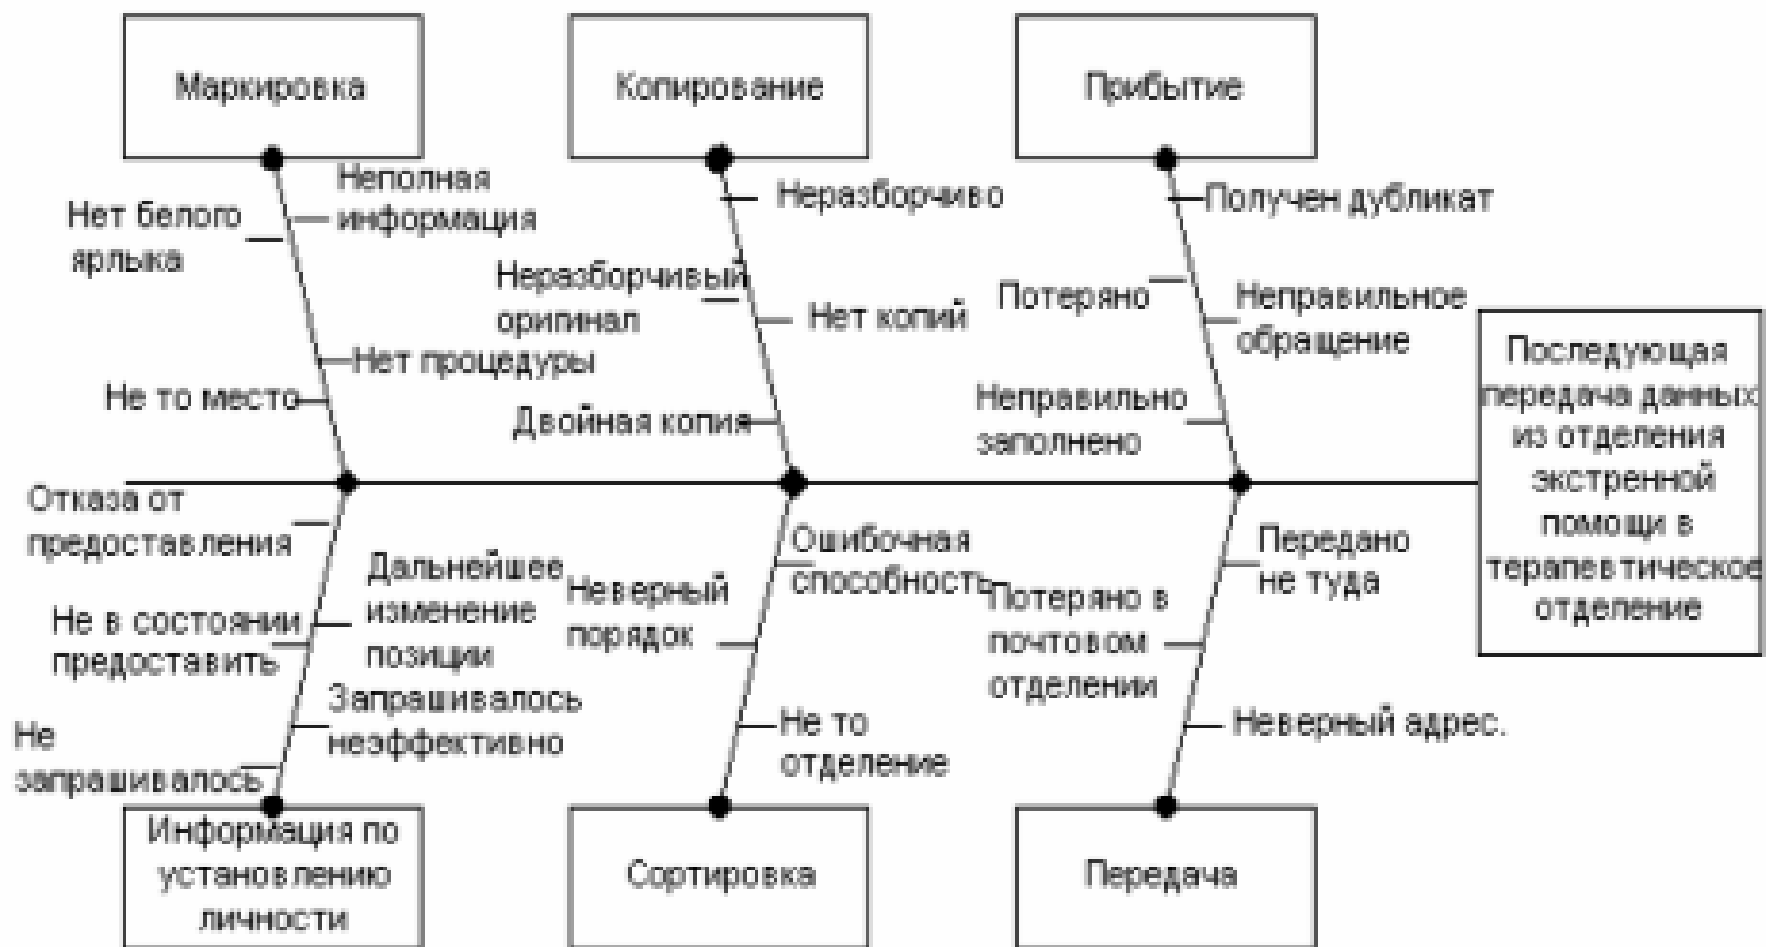 Маркировка
Копирование
Прибытие
Неполная
информация
Нет белого
ярлыка
Нет процедуры
Не то место
Неразборчиво
Неразборчивый
оригинал
Нет копий
Двойная копия
Получен дубликат
Потеряно
Неправильное
обращение
Неправильно
заполнено
Последующая
передача данных
из отделения
экстренной
помощи в
терапевтическое
отделение
Отказа от
предоставления
Дальнейшее
изменение
позиции
Не в состоянии
предоставить
Запрашивалось
неэффективно
Не
запрашивалось
Информация по
установлению
личности
Ошибочная
способность
Неверный
порядок
Не то
отделение
Сортировка
Передано
не туда
Потеряно в
почтовом
отделении
Неверный адрес.
Передача